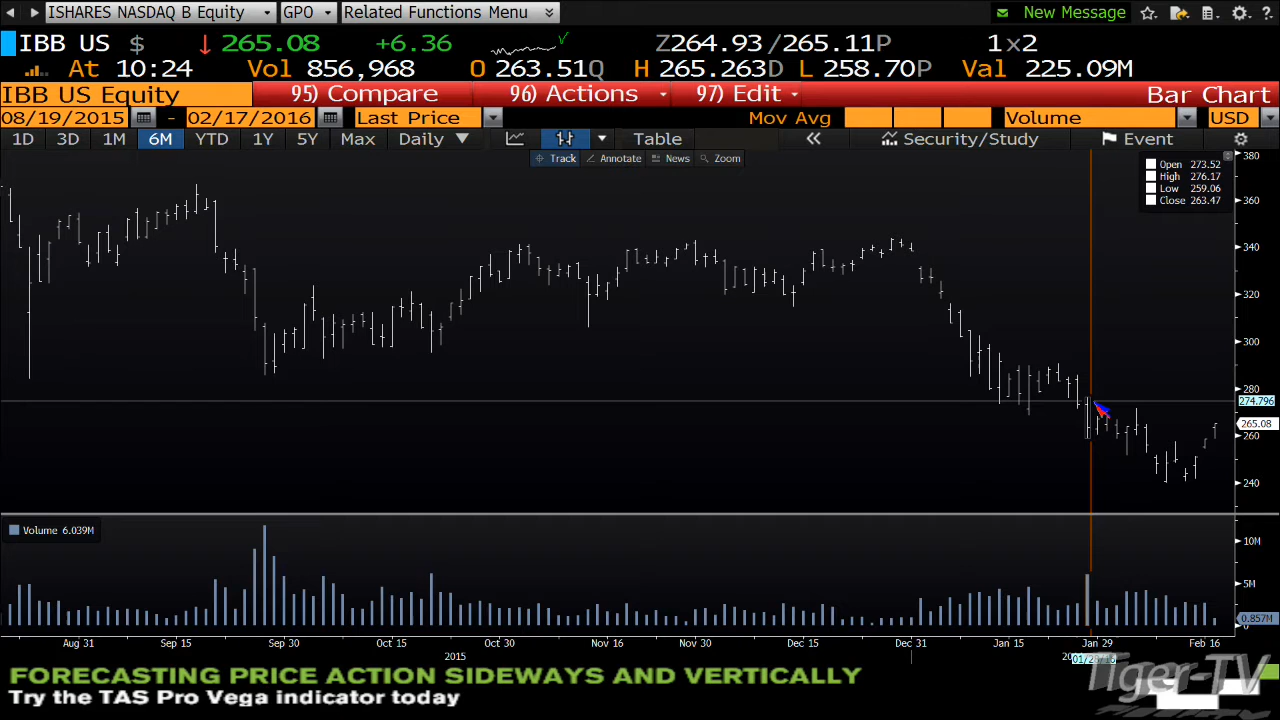 ISHARES NASDAQ B Equity GPO Related Functions Menu New Message
IBB US $ 265.08 +6.36 Z264.93 /265.11P 1x2
At 10:24 Vol 856,968 O 263.51Q H 265.263D L 258.70P Val 225.09M
IBB US Equity 95) Compare 96) Actions 97) Edit Bar Chart
08/19/2015 - 02/17/2016 Last Price Mov Avg Volume USD
1D 3D 1M 6M YTD 1Y 5Y Max Daily Table Security/Study Event
Track Annotate News Zoom
Open 273.52
High 276.17
Low 259.06
Close 263.47
380
360
340
320
300
280
274.796
265.08
260
240
Volume 6.039M
10M
5M
0.857M
0
Aug 31 Sep 15 Sep 30 Oct 15 Oct 30 Nov 16 Nov 30 Dec 15 Dec 31 Jan 15 Jan 29 Feb 16
2015
FORECASTING PRICE ACTION SIDEWAYS AND VERTICALLY
Try the TAS Pro Vega indicator today
Tiger-TV